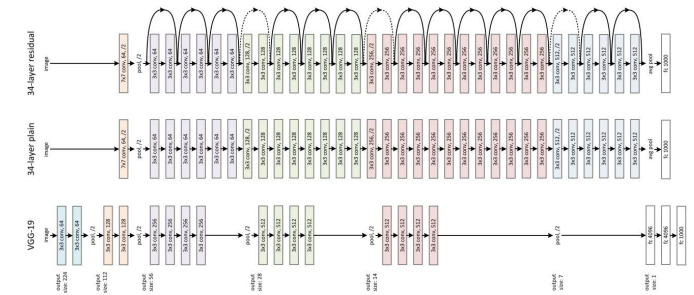 34-layer residual
image
7x7 conv, 64, /2
pool, /2
3x3 conv, 64
3x3 conv, 64
3x3 conv, 64
3x3 conv, 64
3x3 conv, 64
3x3 conv, 64
3x3 conv, 128, /2
3x3 conv, 128
3x3 conv, 128
3x3 conv, 128
3x3 conv, 128
3x3 conv, 128
3x3 conv, 128
3x3 conv, 128
3x3 conv, 256, /2
3x3 conv, 256
3x3 conv, 256
3x3 conv, 256
3x3 conv, 256
3x3 conv, 256
3x3 conv, 256
3x3 conv, 256
3x3 conv, 256
3x3 conv, 256
3x3 conv, 256
3x3 conv, 256
3x3 conv, 512, /2
3x3 conv, 512
3x3 conv, 512
3x3 conv, 512
3x3 conv, 512
3x3 conv, 512
avg pool
fc 1000
34-layer plain
image
7x7 conv, 64, /2
pool, /2
3x3 conv, 64
3x3 conv, 64
3x3 conv, 64
3x3 conv, 64
3x3 conv, 64
3x3 conv, 64
3x3 conv, 128, /2
3x3 conv, 128
3x3 conv, 128
3x3 conv, 128
3x3 conv, 128
3x3 conv, 128
3x3 conv, 128
3x3 conv, 128
3x3 conv, 256, /2
3x3 conv, 256
3x3 conv, 256
3x3 conv, 256
3x3 conv, 256
3x3 conv, 256
3x3 conv, 256
3x3 conv, 256
3x3 conv, 256
3x3 conv, 256
3x3 conv, 256
3x3 conv, 256
3x3 conv, 512, /2
3x3 conv, 512
3x3 conv, 512
3x3 conv, 512
3x3 conv, 512
3x3 conv, 512
avg pool
fc 1000
VGG-19
image
3x3 conv, 64
3x3 conv, 64
pool, /2
3x3 conv, 128
3x3 conv, 128
pool, /2
3x3 conv, 256
3x3 conv, 256
3x3 conv, 256
3x3 conv, 256
pool, /2
3x3 conv, 512
3x3 conv, 512
3x3 conv, 512
3x3 conv, 512
pool, /2
3x3 conv, 512
3x3 conv, 512
3x3 conv, 512
3x3 conv, 512
pool, /2
fc 4096
fc 4096
fc 1000
output
size: 224
output
size: 112
output
size: 56
output
size: 28
output
size: 14
output
size: 7
output
size: 1